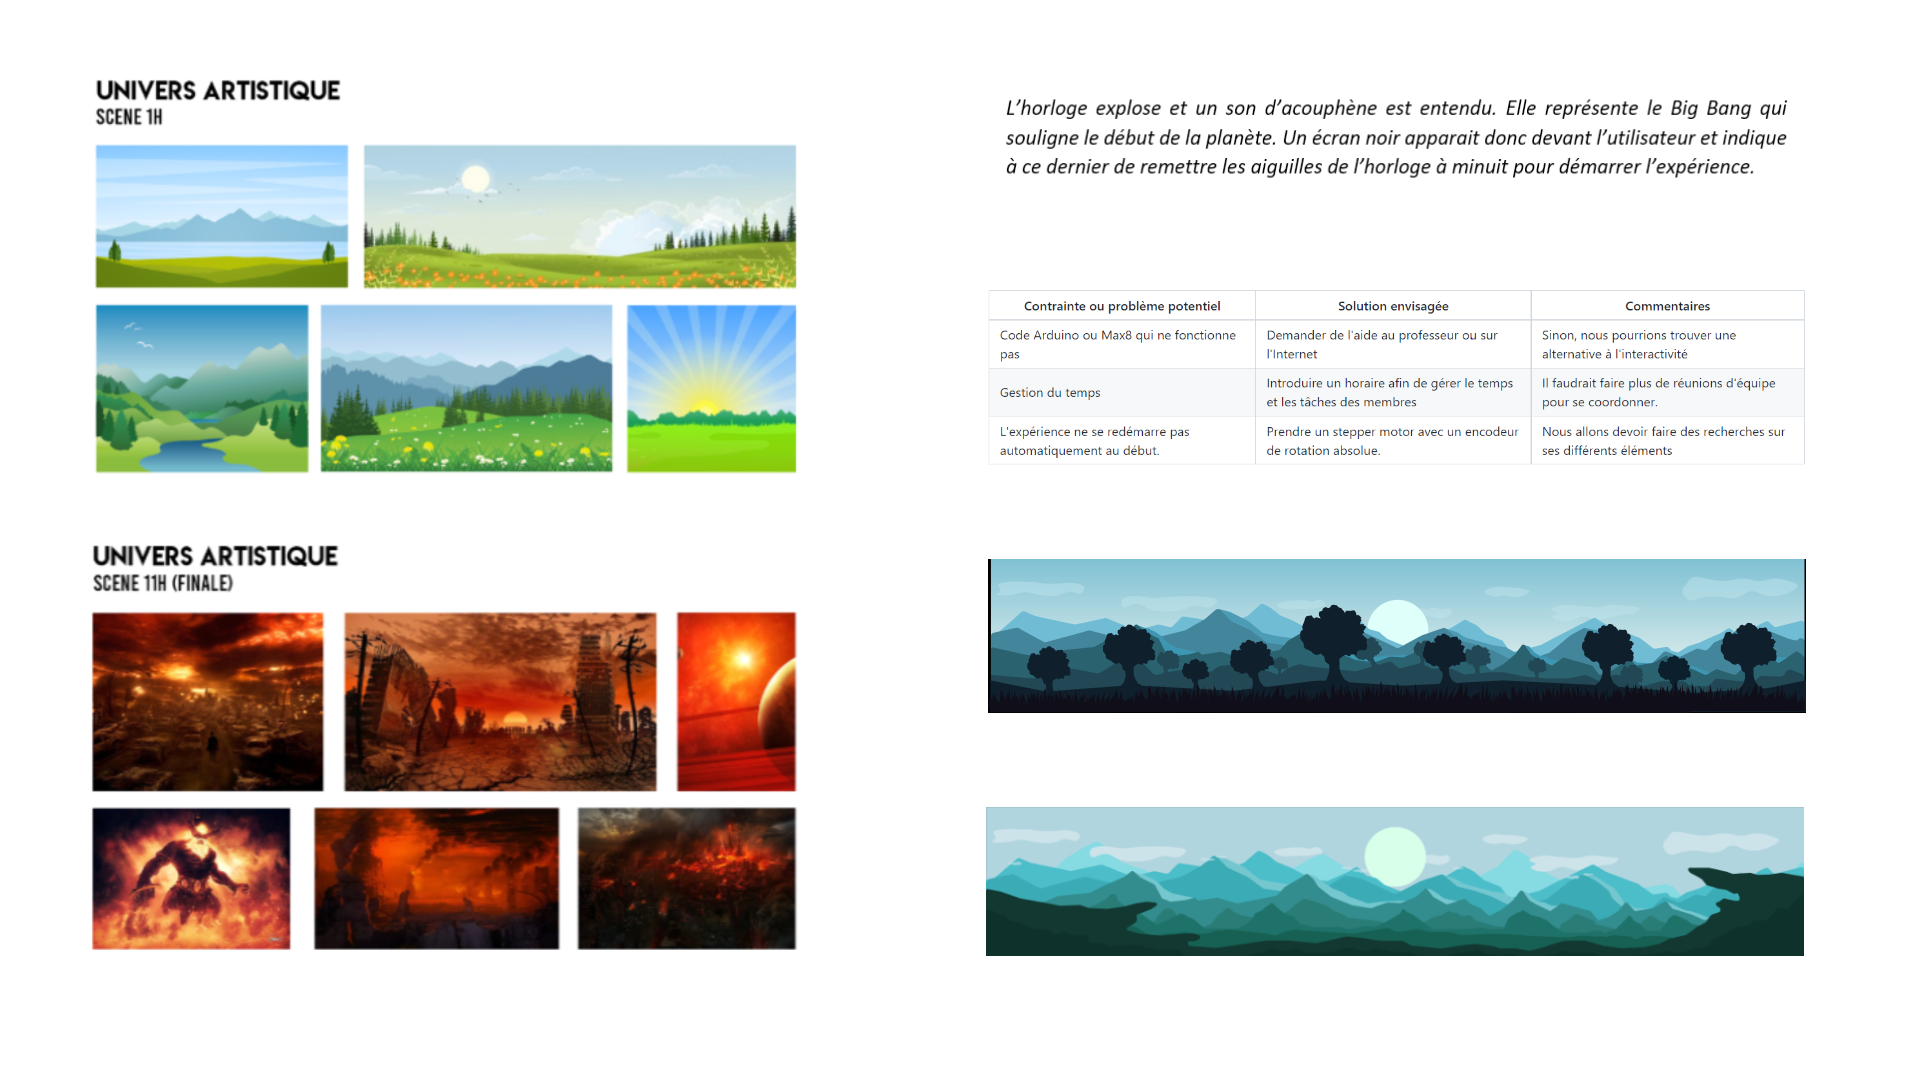 UNIVERS ARTISTIQUE
SCENE 1H
UNIVERS ARTISTIQUE
SCENE 11H (FINALE)
L'horloge explose et un son d'acouphène est entendu. Elle représente le Big Bang qui
souligne le début de la planète. Un écran noir apparait donc devant l'utilisateur et indique
à ce dernier de remettre les aiguilles de l'horloge à minuit pour démarrer l'expérience.
Contrainte ou problème potentiel Solution envisagée Commentaires
Code Arduino ou Max8 qui ne fonctionne
pas
Demander de l'aide au professeur ou sur
l'Internet
Sinon, nous pourrions trouver une
alternative à l'interactivité
Gestion du temps
Introduire un horaire afin de gérer le temps
et les tâches des membres
Il faudrait faire plus de réunions d'équipe
pour se coordonner.
L'expérience ne se redémarre pas
automatiquement au début.
Prendre un stepper motor avec un encodeur
de rotation absolue.
Nous allons devoir faire des recherches sur
ses différents éléments